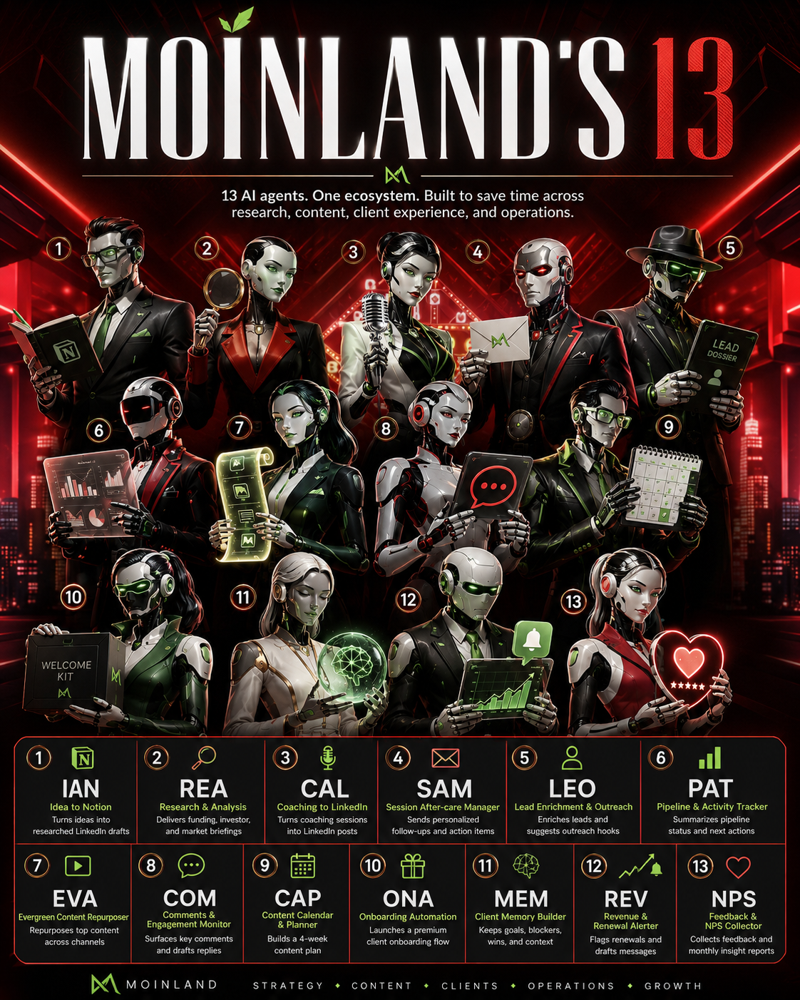 MOINLAND'S 13
13 AI agents. One ecosystem. Built to save time across
research, content, client experience, and operations.
1
2
3
4
5
LEAD
DOSSIER
6
7
8
9
10
WELCOME
KIT
11
12
13
1
IAN
Idea to Notion
Turns ideas into
researched LinkedIn drafts
2
REA
Research & Analysis
Delivers funding, investor,
and market briefings
3
CAL
Coaching to LinkedIn
Turns coaching sessions
into LinkedIn posts
4
SAM
Session After-care Manager
Sends personalized
follow-ups and action items
5
LEO
Lead Enrichment & Outreach
Enriches leads and
suggests outreach hooks
6
PAT
Pipeline & Activity Tracker
Summarizes pipeline
status and next actions
7
EVA
Evergreen Content Repurposer
Repurposes top content
across channels
8
COM
Comments &
Engagement Monitor
Surfaces key comments
and drafts replies
9
CAP
Content Calendar
& Planner
Builds a 4-week
content plan
10
ONA
Onboarding Automation
Launches a premium
client onboarding flow
11
MEM
Client Memory Builder
Keeps goals, blockers,
wins, and context
12
REV
Revenue &
Renewal Alerter
Flags renewals and
drafts messages
13
NPS
Feedback &
NPS Collector
Collects feedback and
monthly insight reports
MOINLAND
STRATEGY ✦ CONTENT ✦ CLIENTS ✦ OPERATIONS ✦ GROWTH